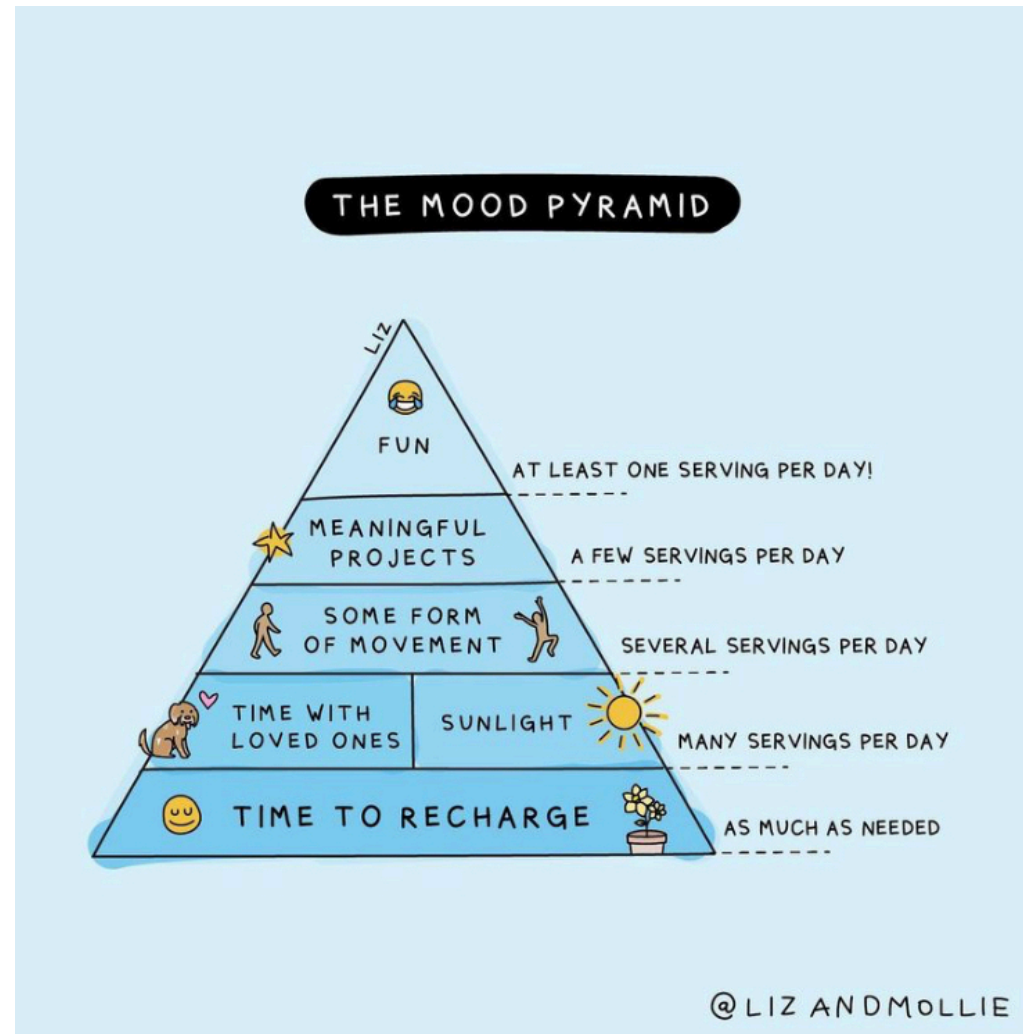 THE MOOD PYRAMID
LIZ
FUN
AT LEAST ONE SERVING PER DAY!
MEANINGFUL
PROJECTS
A FEW SERVINGS PER DAY
SOME FORM
OF MOVEMENT
SEVERAL SERVINGS PER DAY
TIME WITH
LOVED ONES
SUNLIGHT
MANY SERVINGS PER DAY
TIME TO RECHARGE
AS MUCH AS NEEDED
@LIZANDMOLLIE